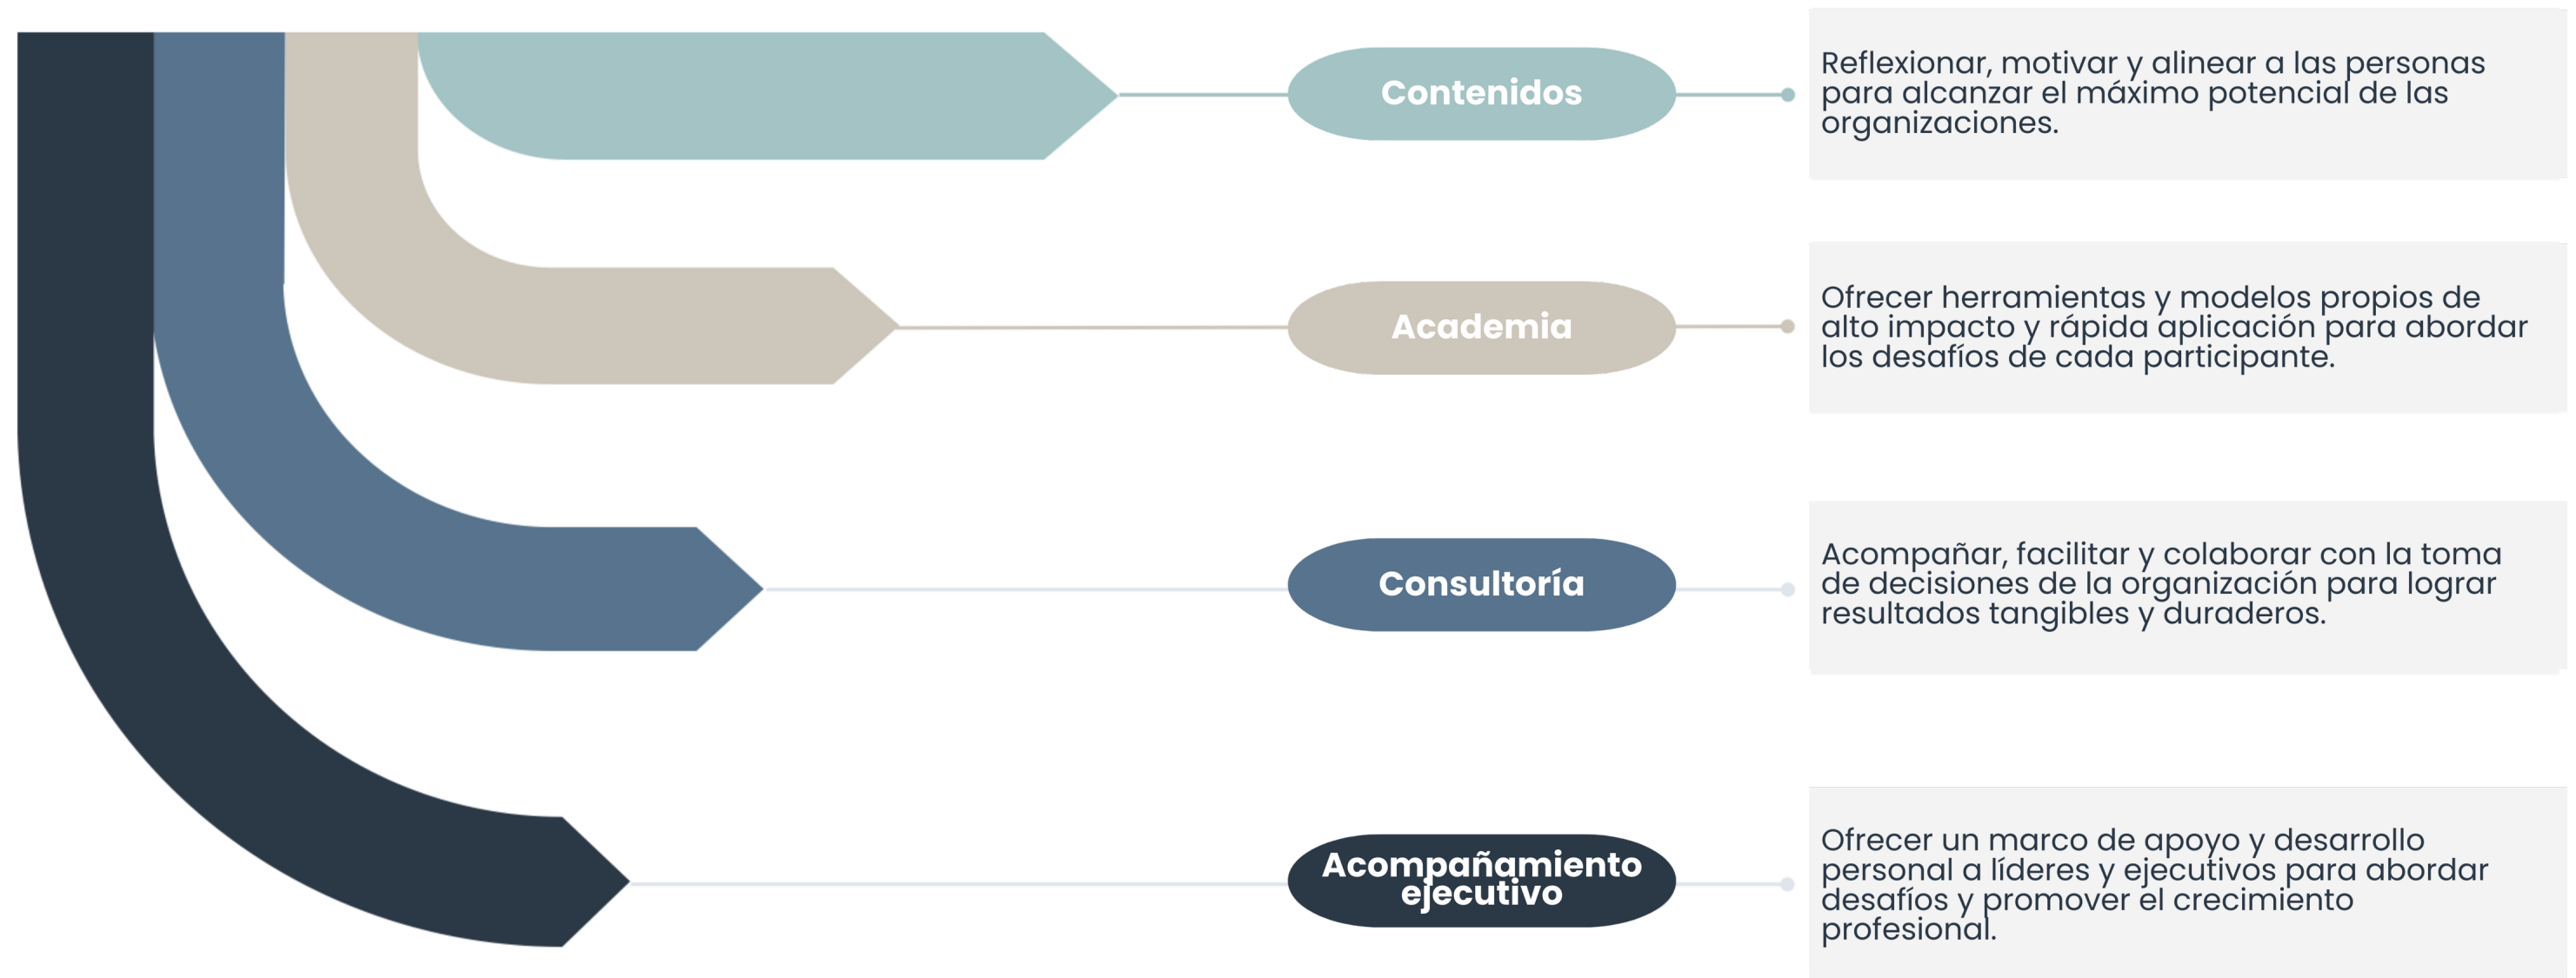 Contenidos
Reflexionar, motivar y alinear a las personas
para alcanzar el máximo potencial de las
organizaciones.
Academia
Ofrecer herramientas y modelos propios de
alto impacto y rápida aplicación para abordar
los desafíos de cada participante.
Consultoría
Acompañar, facilitar y colaborar con la toma
de decisiones de la organización para lograr
resultados tangibles y duraderos.
Acompañamiento
ejecutivo
Ofrecer un marco de apoyo y desarrollo
personal a líderes y ejecutivos para abordar
desafíos y promover el crecimiento
profesional.